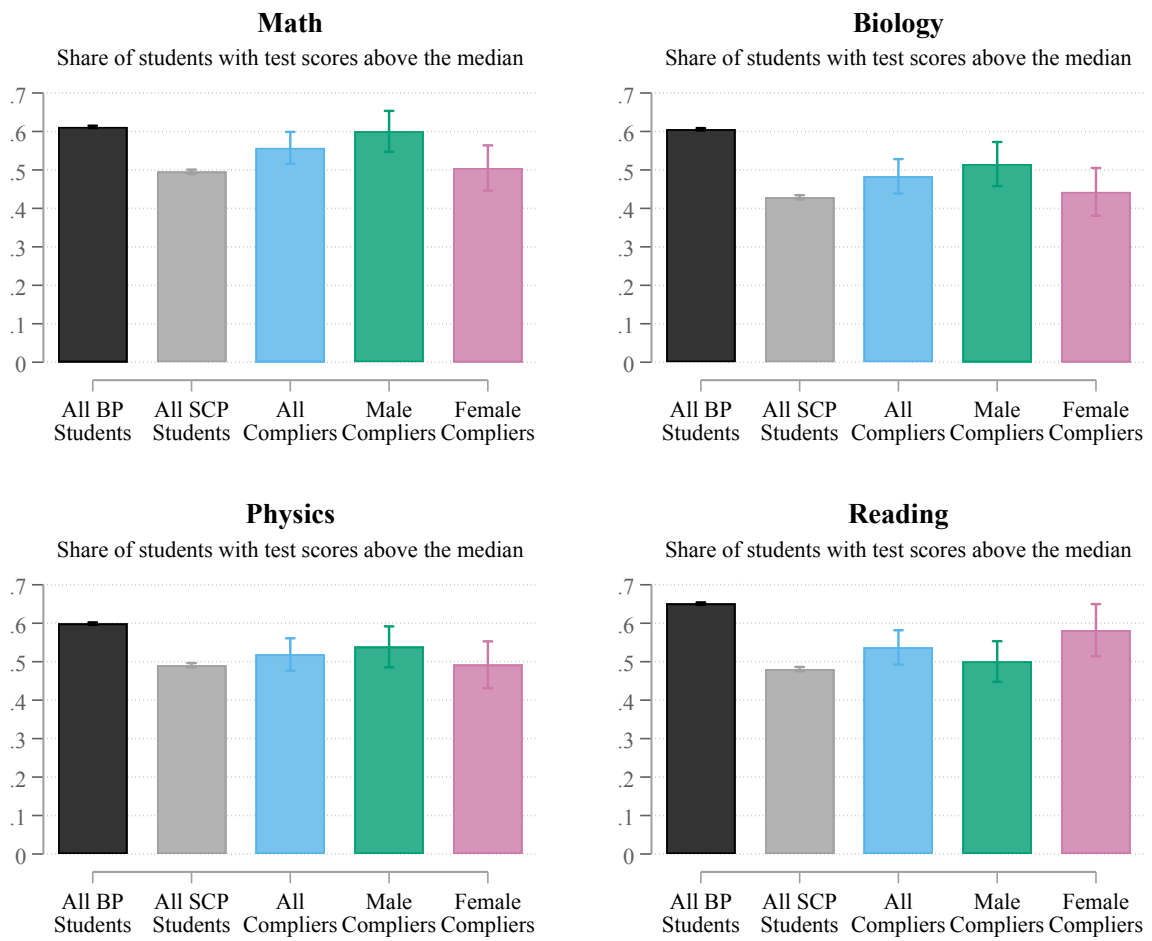 Math
Share of students with test scores above the median
.7
.6
.5
.4
.3
.2
.1
0
All BP Students
All SCP Students
All Compliers
Male Compliers
Female Compliers
Biology
Share of students with test scores above the median
.7
.6
.5
.4
.3
.2
.1
0
All BP Students
All SCP Students
All Compliers
Male Compliers
Female Compliers
Physics
Share of students with test scores above the median
.7
.6
.5
.4
.3
.2
.1
0
All BP Students
All SCP Students
All Compliers
Male Compliers
Female Compliers
Reading
Share of students with test scores above the median
.7
.6
.5
.4
.3
.2
.1
0
All BP Students
All SCP Students
All Compliers
Male Compliers
Female Compliers